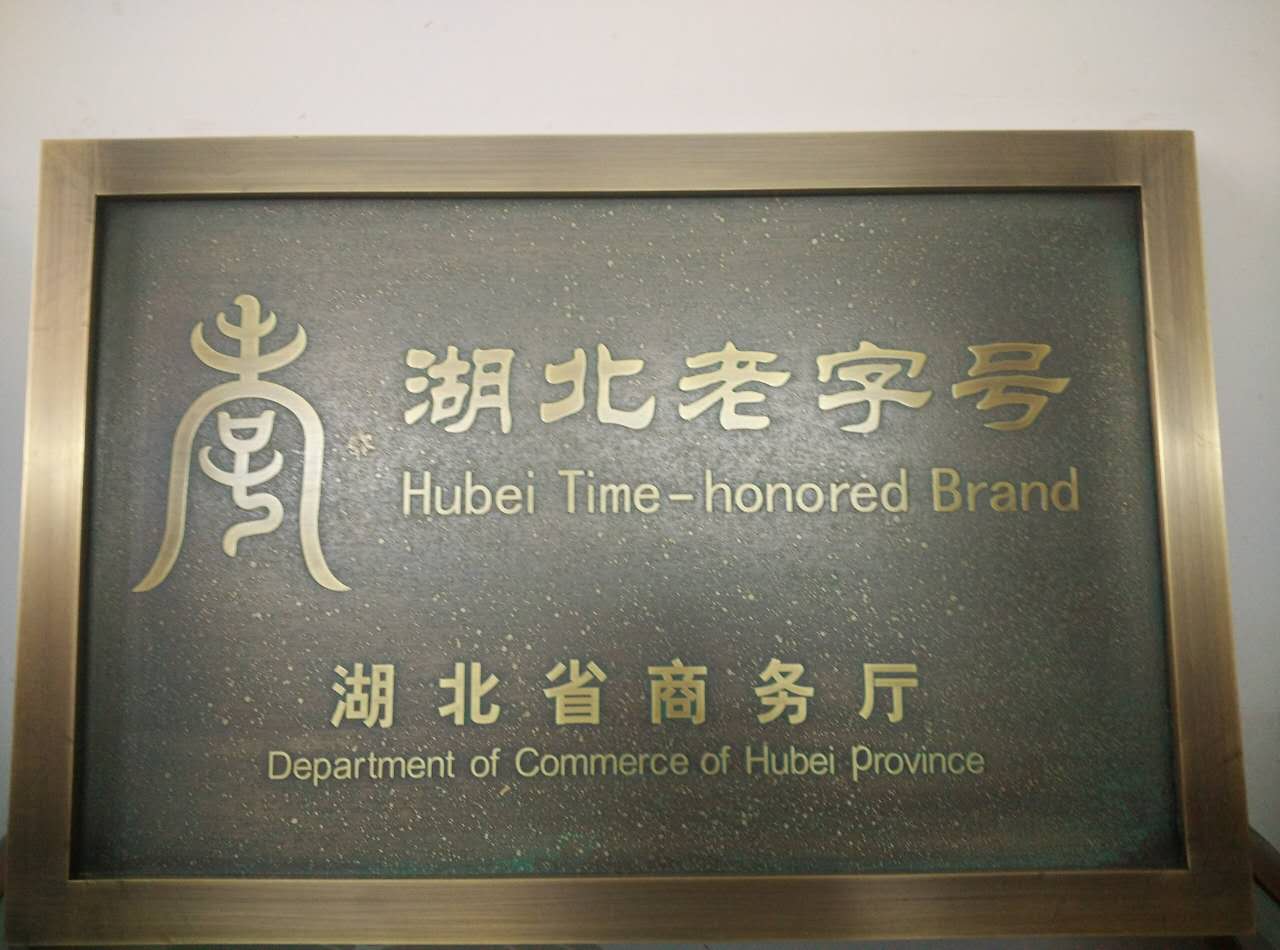 湖北老字号
Hubei Time-honored Brand
湖北省商务厅
Department of Commerce of Hubei province